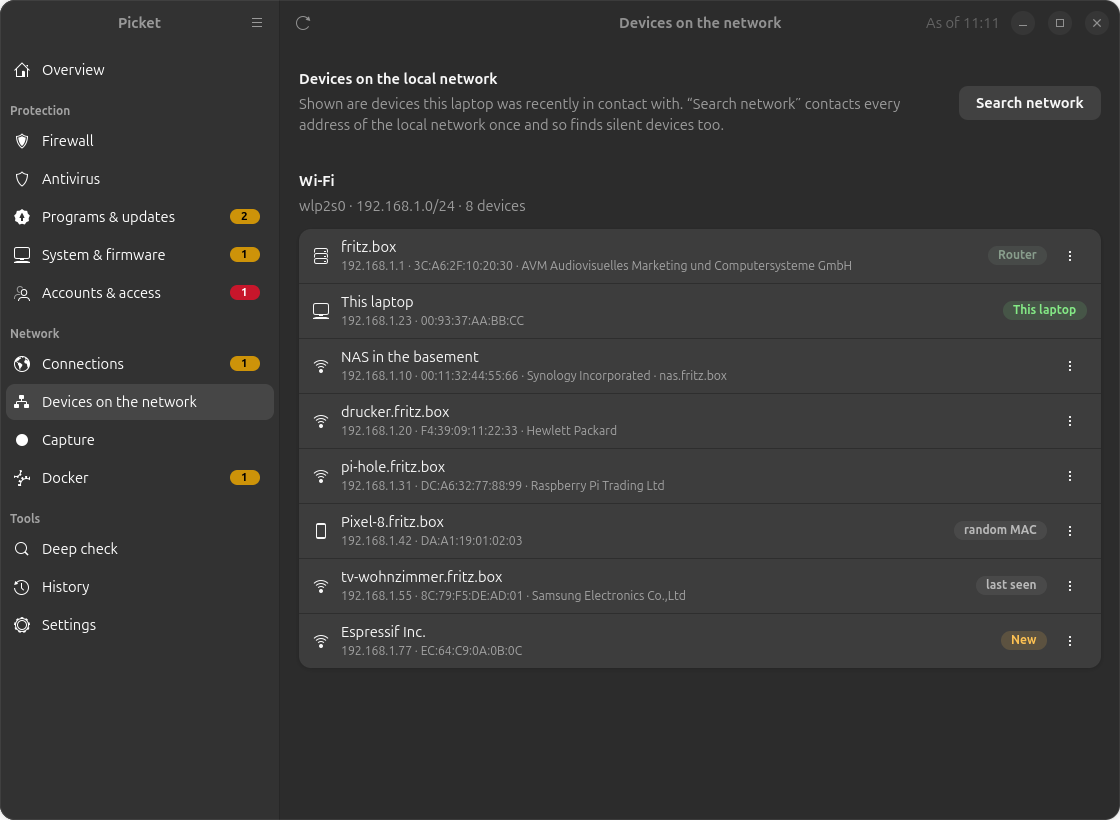 Picket
Devices on the network
As of 11:11
Overview
Protection
Firewall
Antivirus
Programs & updates 2
System & firmware 1
Accounts & access 1
Network
Connections 1
Devices on the network
Capture
Docker 1
Tools
Deep check
History
Settings
Devices on the local network
Shown are devices this laptop was recently in contact with. “Search network” contacts every
address of the local network once and so finds silent devices too.
Search network
Wi-Fi
wlp2s0 · 192.168.1.0/24 · 8 devices
fritz.box
192.168.1.1 · 3C:A6:2F:10:20:30 · AVM Audiovisuelles Marketing und Computersysteme GmbH
Router
This laptop
192.168.1.23 · 00:93:37:AA:BB:CC
This laptop
NAS in the basement
192.168.1.10 · 00:11:32:44:55:66 · Synology Incorporated · nas.fritz.box
drucker.fritz.box
192.168.1.20 · F4:39:09:11:22:33 · Hewlett Packard
pi-hole.fritz.box
192.168.1.31 · DC:A6:32:77:88:99 · Raspberry Pi Trading Ltd
Pixel-8.fritz.box
192.168.1.42 · DA:A1:19:01:02:03
random MAC
tv-wohnzimmer.fritz.box
192.168.1.55 · 8C:79:F5:DE:AD:01 · Samsung Electronics Co.,Ltd
last seen
Espressif Inc.
192.168.1.77 · EC:64:C9:0A:0B:0C
New